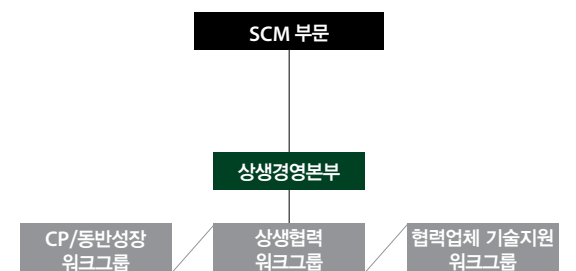 SCM 부문
상생경영본부
CP/동반성장
워크그룹
상생협력
워크그룹
협력업체 기술지원
워크그룹